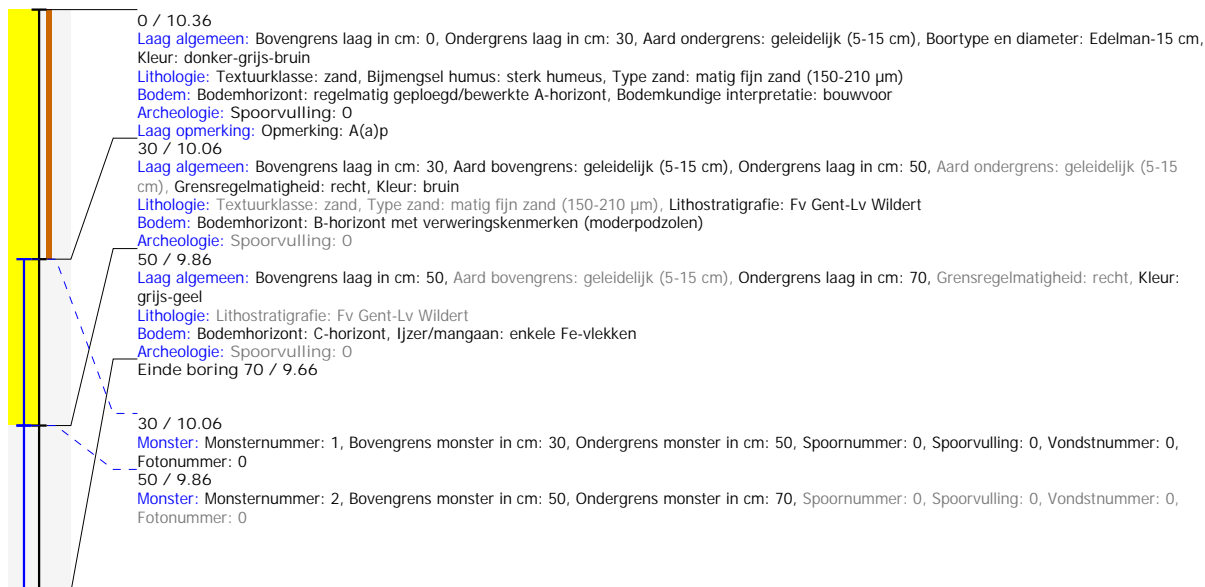 0 / 10.36
Laag algemeen: Bovengrens laag in cm: 0, Ondergrens laag in cm: 30, Aard ondergrens: geleidelijk (5-15 cm), Boortype en diameter: Edelman-15 cm,
Kleur: donker-grijs-bruin
Lithologie: Textuurklasse: zand, Bijmengsel humus: sterk humeus, Type zand: matig fijn zand (150-210 µm)
Bodem: Bodemhorizont: regelmatig geploegd/bewerkte A-horizont, Bodemkundige interpretatie: bouwvoor
Archeologie: Spoorvulling: 0
Laag opmerking: Opmerking: A(a)p
30 / 10.06
Laag algemeen: Bovengrens laag in cm: 30, Aard bovengrens: geleidelijk (5-15 cm), Ondergrens laag in cm: 50, Aard ondergrens: geleidelijk (5-15
cm), Grensregelmatigheid: recht, Kleur: bruin
Lithologie: Textuurklasse: zand, Type zand: matig fijn zand (150-210 µm), Lithostratigrafie: Fv Gent-Lv Wildert
Bodem: Bodemhorizont: B-horizont met verweringskenmerken (moderpodzolen)
Archeologie: Spoorvulling: 0
50 / 9.86
Laag algemeen: Bovengrens laag in cm: 50, Aard bovengrens: geleidelijk (5-15 cm), Ondergrens laag in cm: 70, Grensregelmatigheid: recht, Kleur:
grijs-geel
Lithologie: Lithostratigrafie: Fv Gent-Lv Wildert
Bodem: Bodemhorizont: C-horizont, Ijzer/mangaan: enkele Fe-vlekken
Archeologie: Spoorvulling: 0
Einde boring 70 / 9.66
30 / 10.06
Monster: Monsternummer: 1, Bovengrens monster in cm: 30, Ondergrens monster in cm: 50, Spoornummer: 0, Spoorvulling: 0, Vondstnummer: 0,
Fotonummer: 0
50 / 9.86
Monster: Monsternummer: 2, Bovengrens monster in cm: 50, Ondergrens monster in cm: 70, Spoornummer: 0, Spoorvulling: 0, Vondstnummer: 0,
Fotonummer: 0